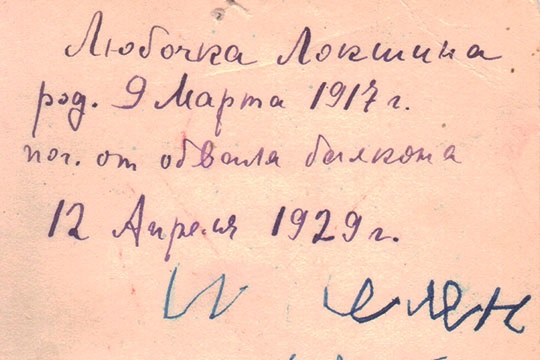 Любочка Локшина
род. 9 Марта 1917 г.
пог. от обвала балкона
12 Апреля 1929 г.